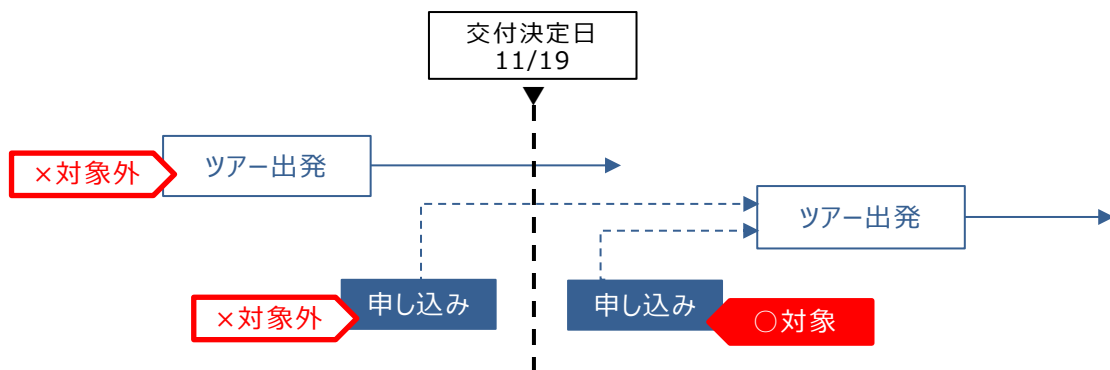 交付決定日
11/19
×対象外
ツアー出発
ツアー出発
×対象外
申し込み
申し込み
○対象